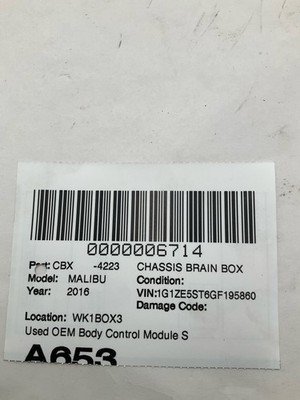 0000006714
Part: CBX -4223 CHASSIS BRAIN BOX
Model: MALIBU Condition:
Year: 2016 VIN:1G1ZE5ST6GF195860
Damage Code:
Location: WK1BOX3
Used OEM Body Control Module S
A653